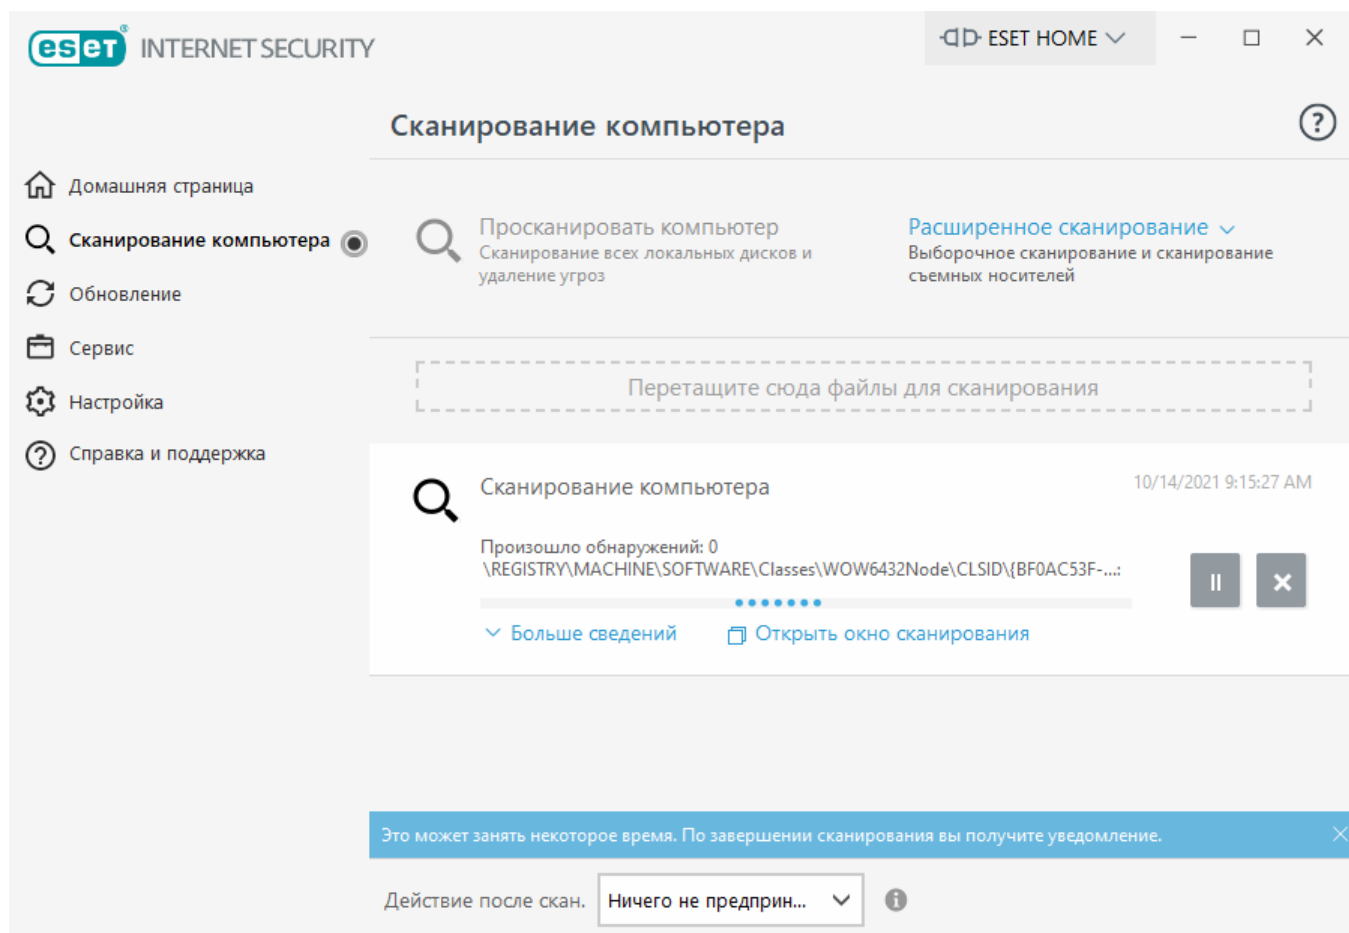 eset® INTERNET SECURITY
ESET HOME
Сканирование компьютера
Домашняя страница
Сканирование компьютера
Обновление
Сервис
Настройка
Справка и поддержка
Просканировать компьютер
Сканирование всех локальных дисков и
удаление угроз
Расширенное сканирование
Выборочное сканирование и сканирование
съемных носителей
Перетащите сюда файлы для сканирования
Сканирование компьютера
10/14/2021 9:15:27 AM
Произошло обнаружений: 0
\REGISTRY\MACHINE\SOFTWARE\Classes\WOW6432Node\CLSID\{BF0AC53F-...:
Больше сведений
Открыть окно сканирования
Это может занять некоторое время. По завершении сканирования вы получите уведомление.
Действие после скан.
Ничего не предприн...